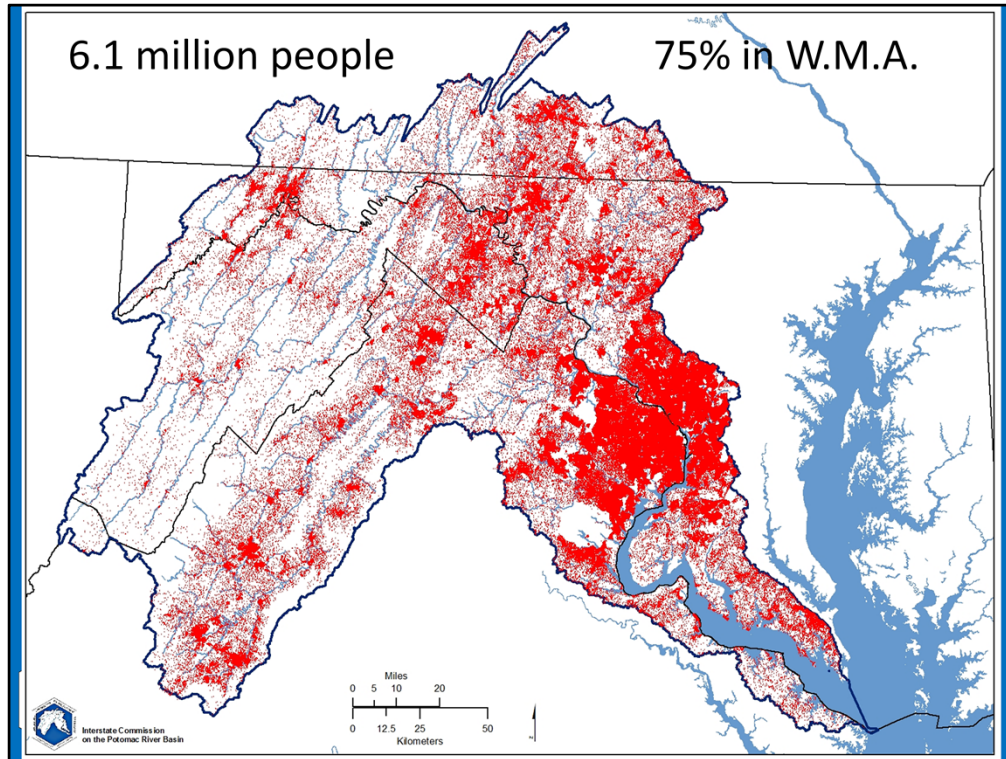 6.1 million people
75% in W.M.A.
Miles
0 5 10 20
0 12.5 25 50
Kilometers
Interstate Commission
on the Potomac River Basin